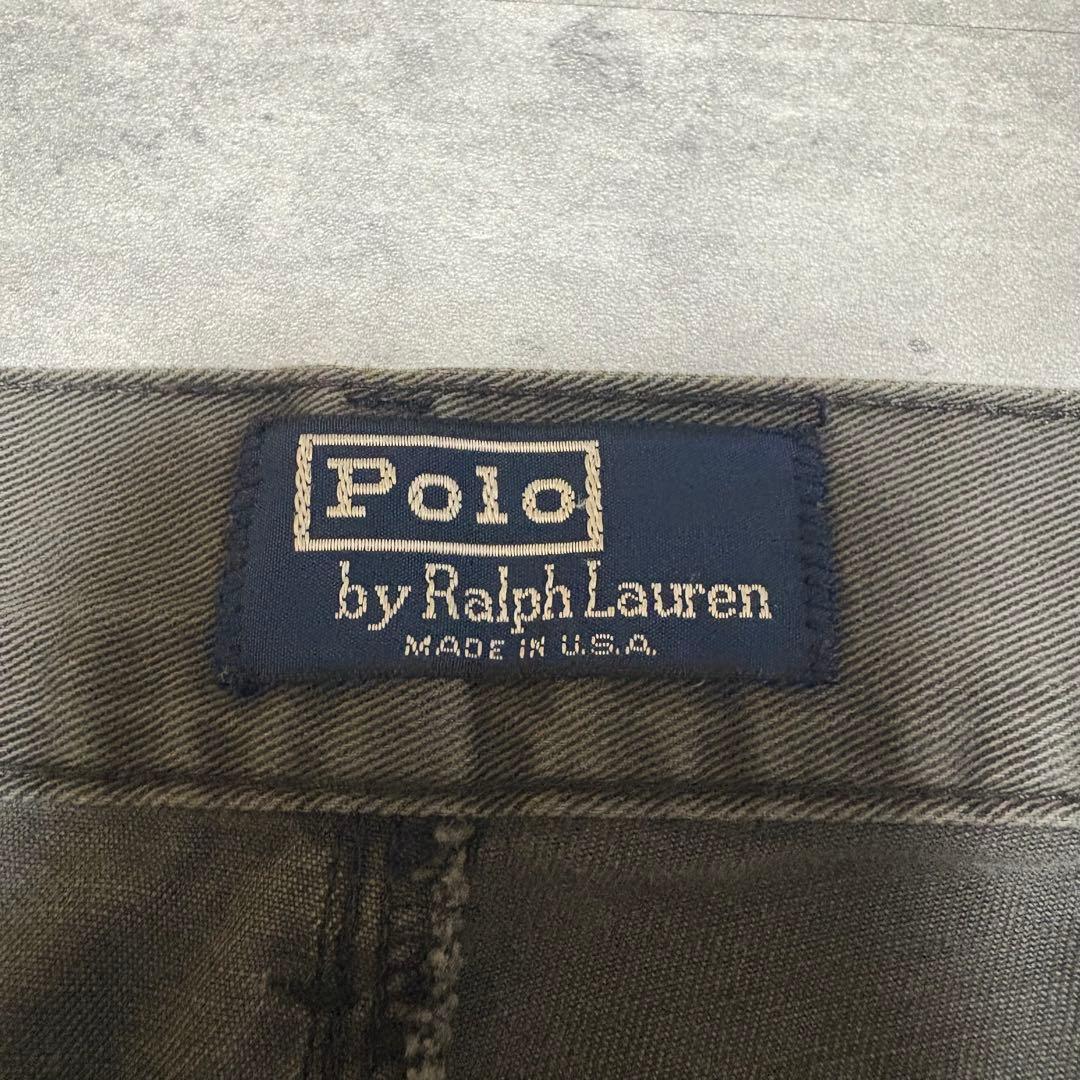 Polo
by Ralph Lauren
MADE IN U.S.A.